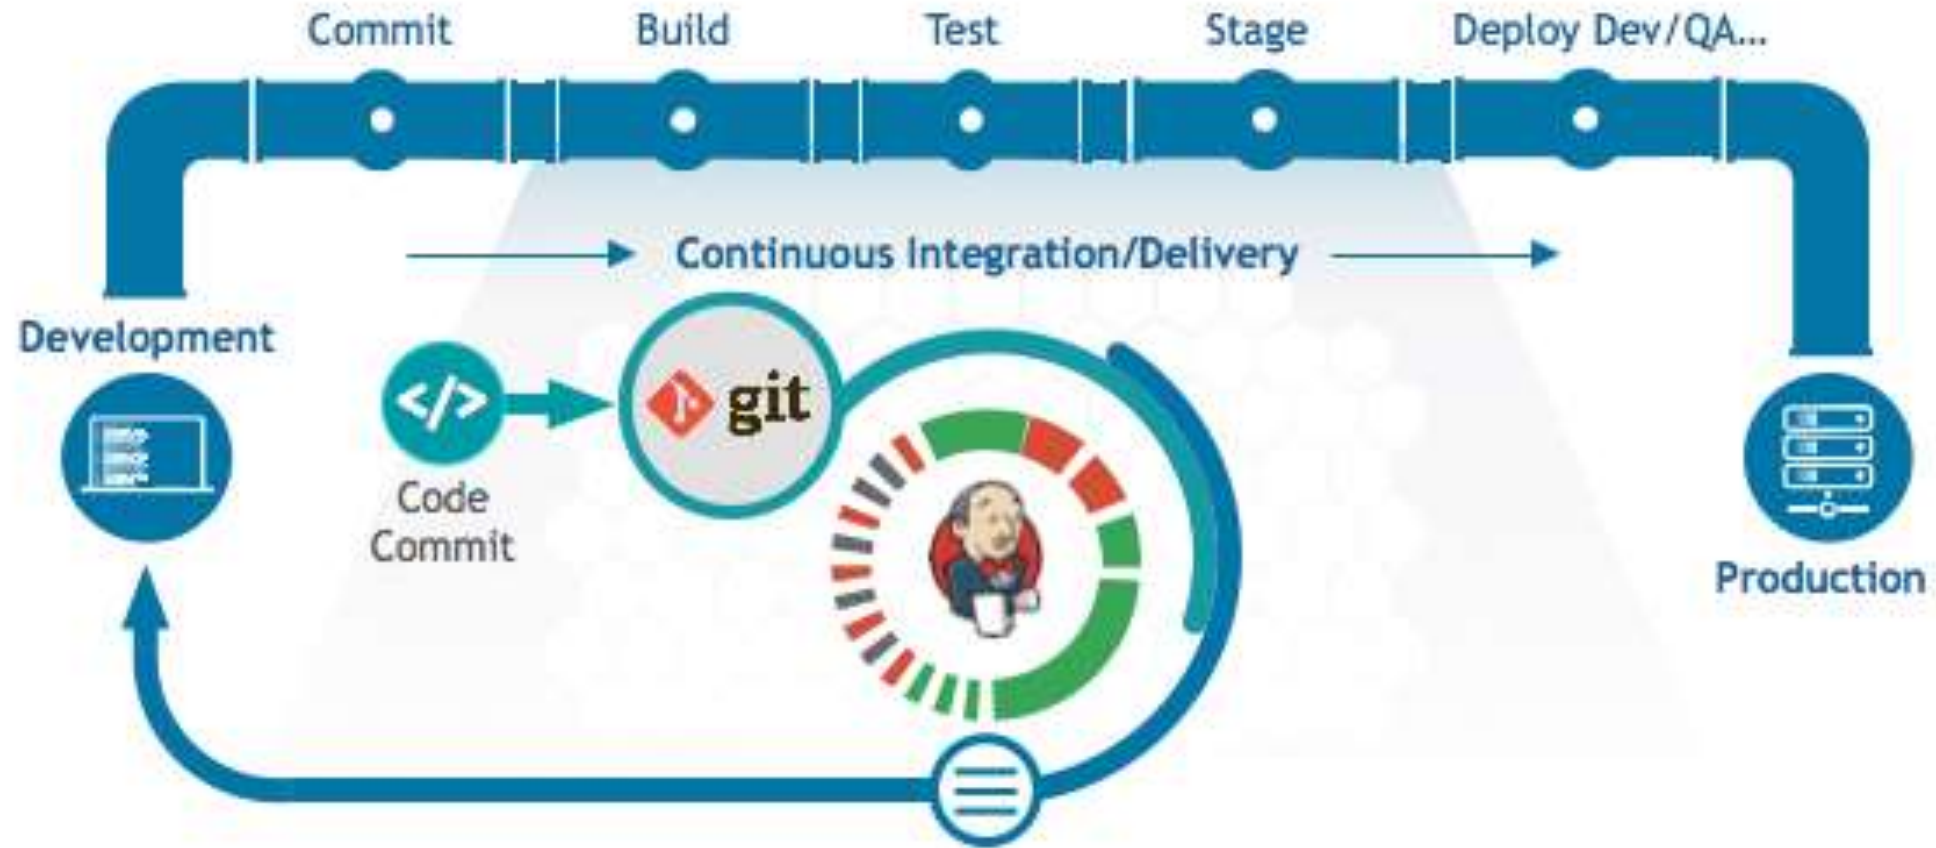 Commit
Build
Test
Stage
Deploy Dev/QA...
Continuous Integration/Delivery
Development
git
Code
Commit
Production